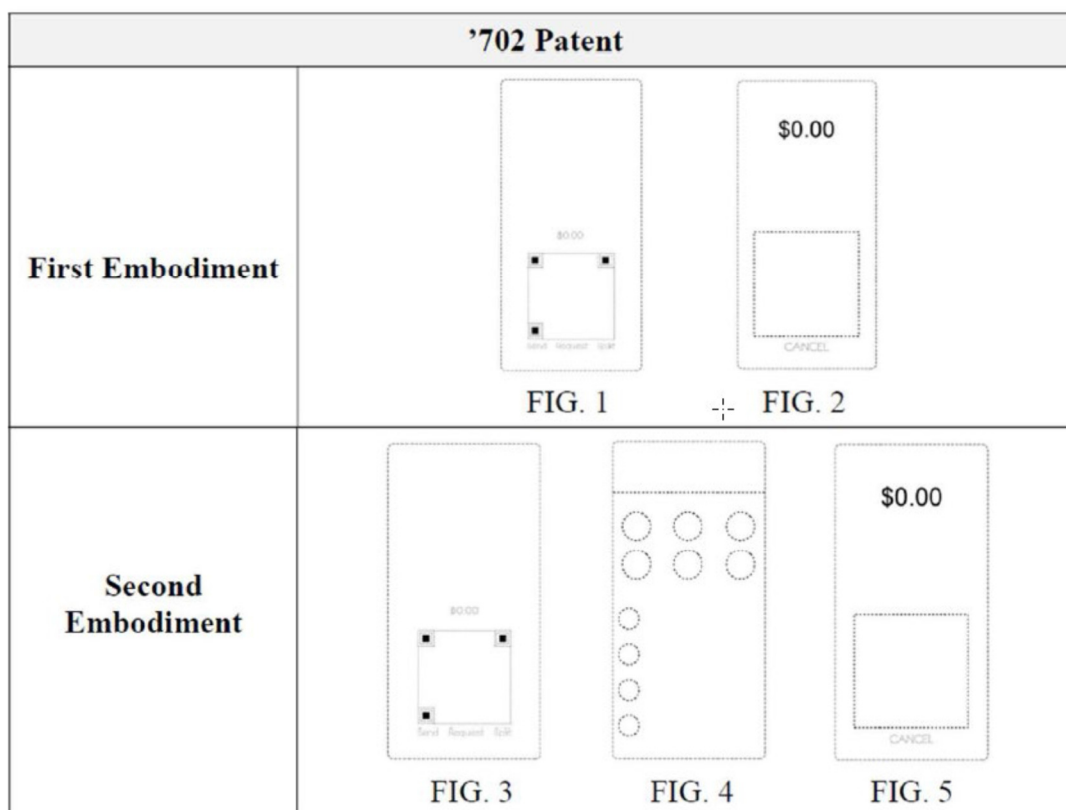 ’702 Patent
First Embodiment
$0.00
Send Request Split
FIG. 1
$0.00
CANCEL
FIG. 2
Second
Embodiment
$0.00
Send Request Split
FIG. 3
FIG. 4
$0.00
CANCEL
FIG. 5